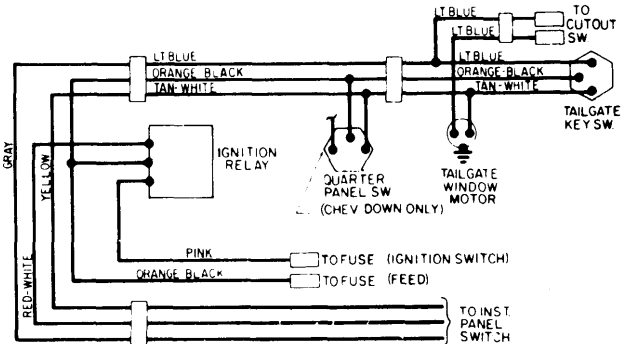 LT BLUE
TO
CUTOUT
SW.
LT BLUE
LT BLUE
LT BLUE
ORANGE BLACK
ORANGE-BLACK
TAN-WHITE
TAN-WHITE
TAILGATE
KEY SW.
GRAY
YELLOW
IGNITION
RELAY
QUARTER
PANEL SW
(CHEV DOWN ONLY)
TAILGATE
WINDOW
MOTOR
RED-WHITE
PINK
TO FUSE (IGNITION SWITCH)
ORANGE BLACK
TO FUSE (FEED)
TO INST.
PANEL
SWITCH